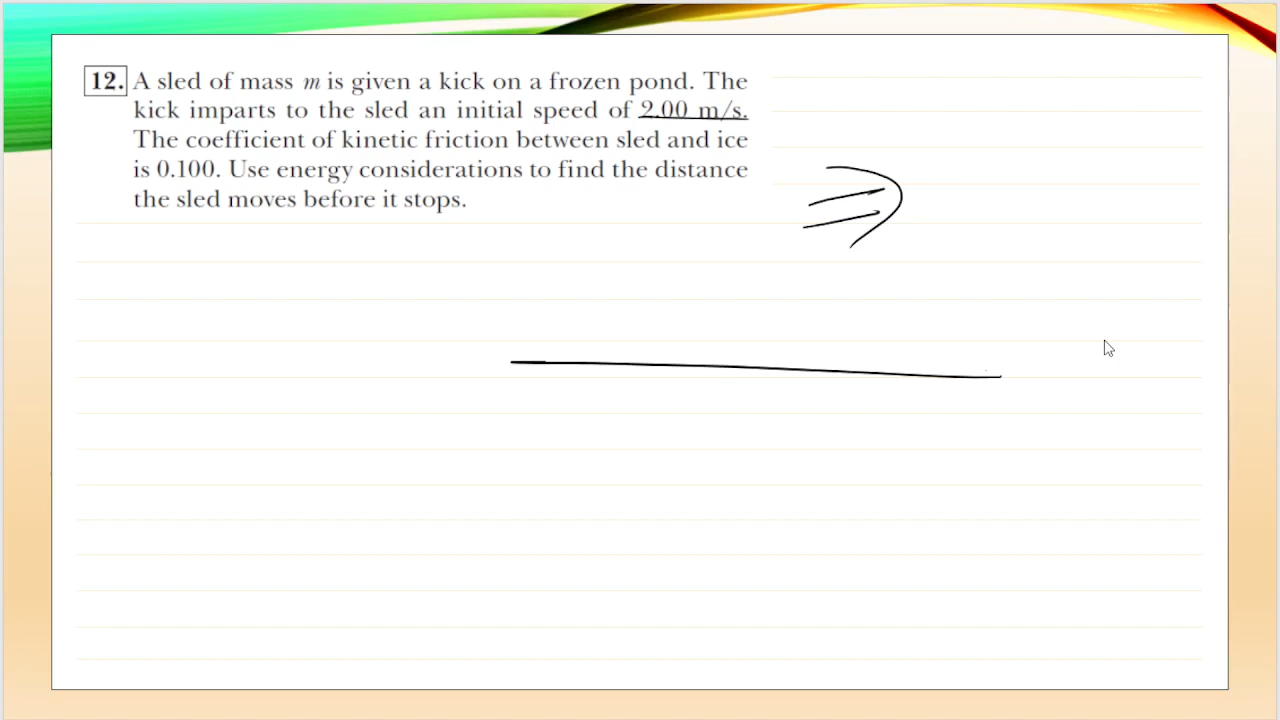 12. A sled of mass m is given a kick on a frozen pond. The
kick imparts to the sled an initial speed of 2.00 m/s.
The coefficient of kinetic friction between sled and ice
is 0.100. Use energy considerations to find the distance
the sled moves before it stops.